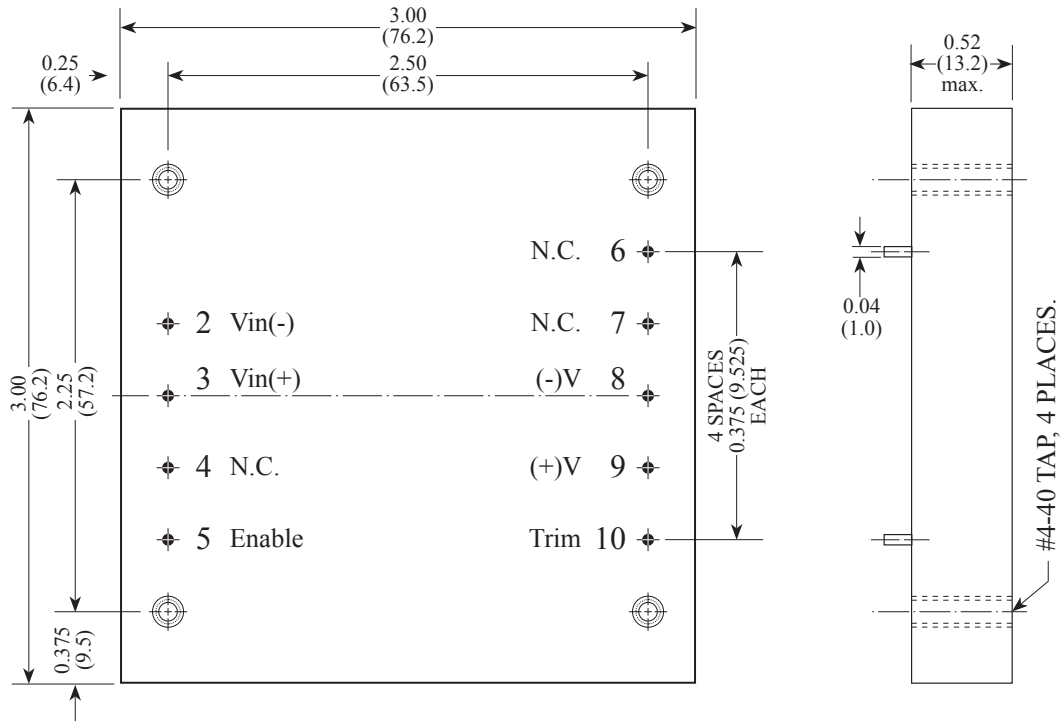 3.00
(76.2)
0.25
(6.4)
2.50
(63.5)
0.52
(13.2)
max.
N.C. 6
2 Vin(-)
N.C. 7
3 Vin(+)
(-)V 8
4 N.C.
(+)V 9
5 Enable
Trim 10
3.00
(76.2)
2.25
(57.2)
0.375
(9.5)
4 SPACES
0.375 (9.525)
EACH
0.04
(1.0)
#4-40 TAP, 4 PLACES.